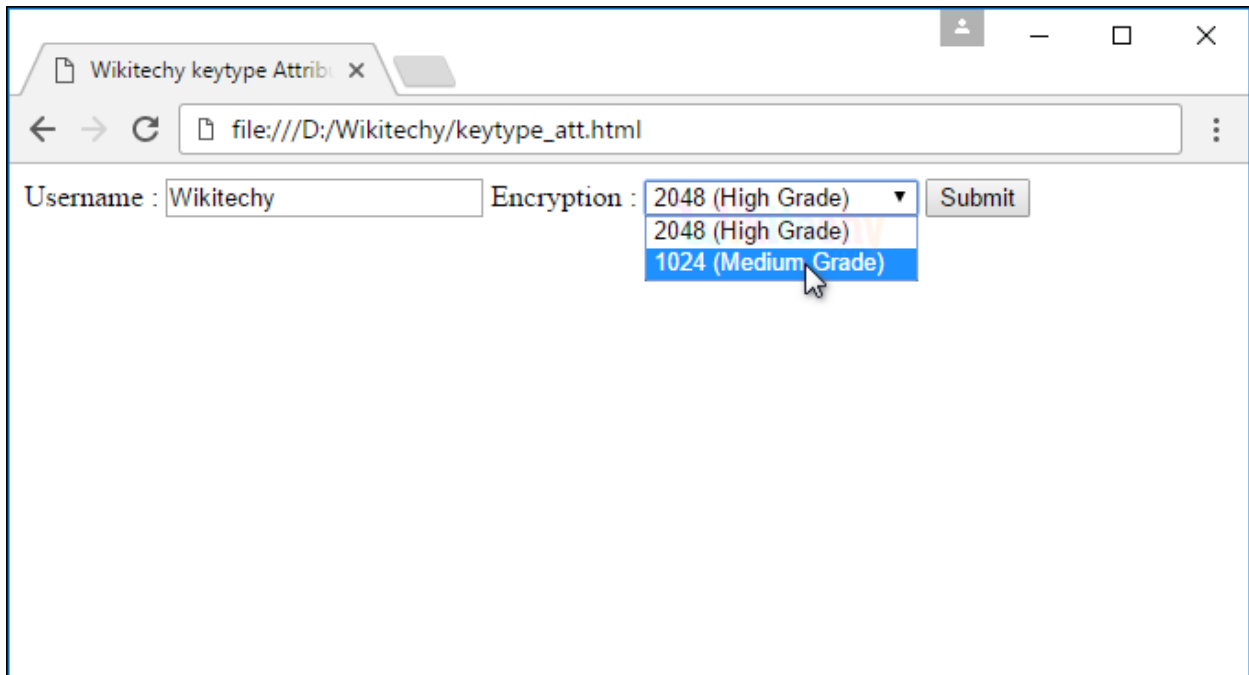 Wikitechy keytype Attrib
file:///D:/Wikitechy/keytype_att.html
Username : Wikitechy Encryption : 2048 (High Grade) Submit
2048 (High Grade)
1024 (Medium Grade)